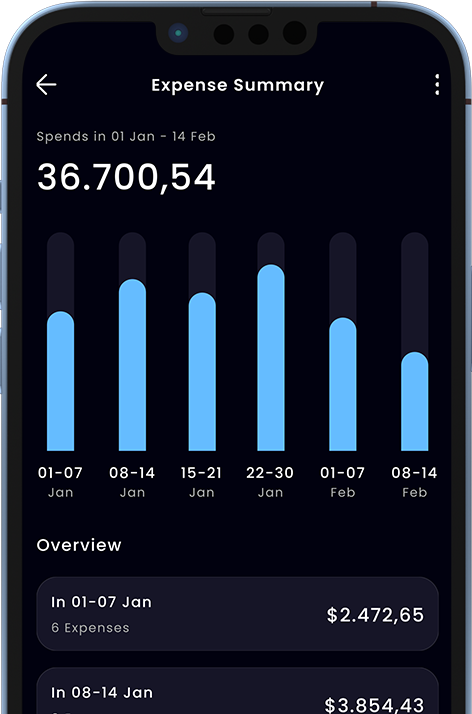 Expense Summary
Spends in 01 Jan - 14 Feb
36.700,54
01-07 08-14 15-21 22-30 01-07 08-14
Jan Jan Jan Jan Feb Feb
Overview
In 01-07 Jan
$2.472,65
6 Expenses
In 08-14 Jan
$3.854,43